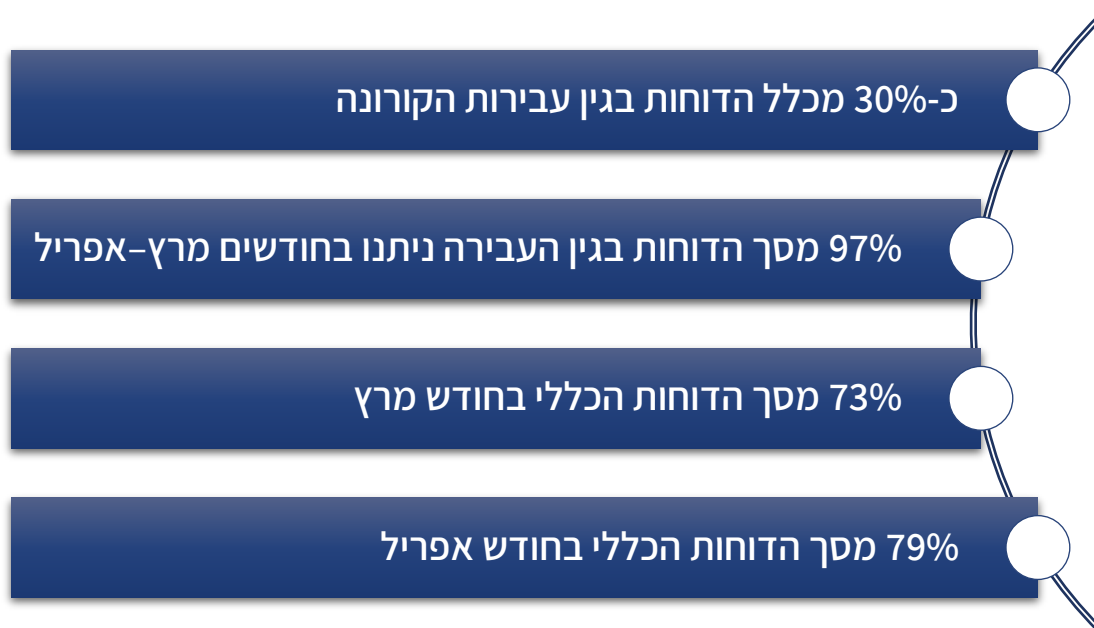 כ-30% מכלל הדוחות בגין עבירות הקורונה
97% מסך הדוחות בגין העבירה ניתנו בחודשים מרץ–אפריל
73% מסך הדוחות הכללי בחודש מרץ
79% מסך הדוחות הכללי בחודש אפריל